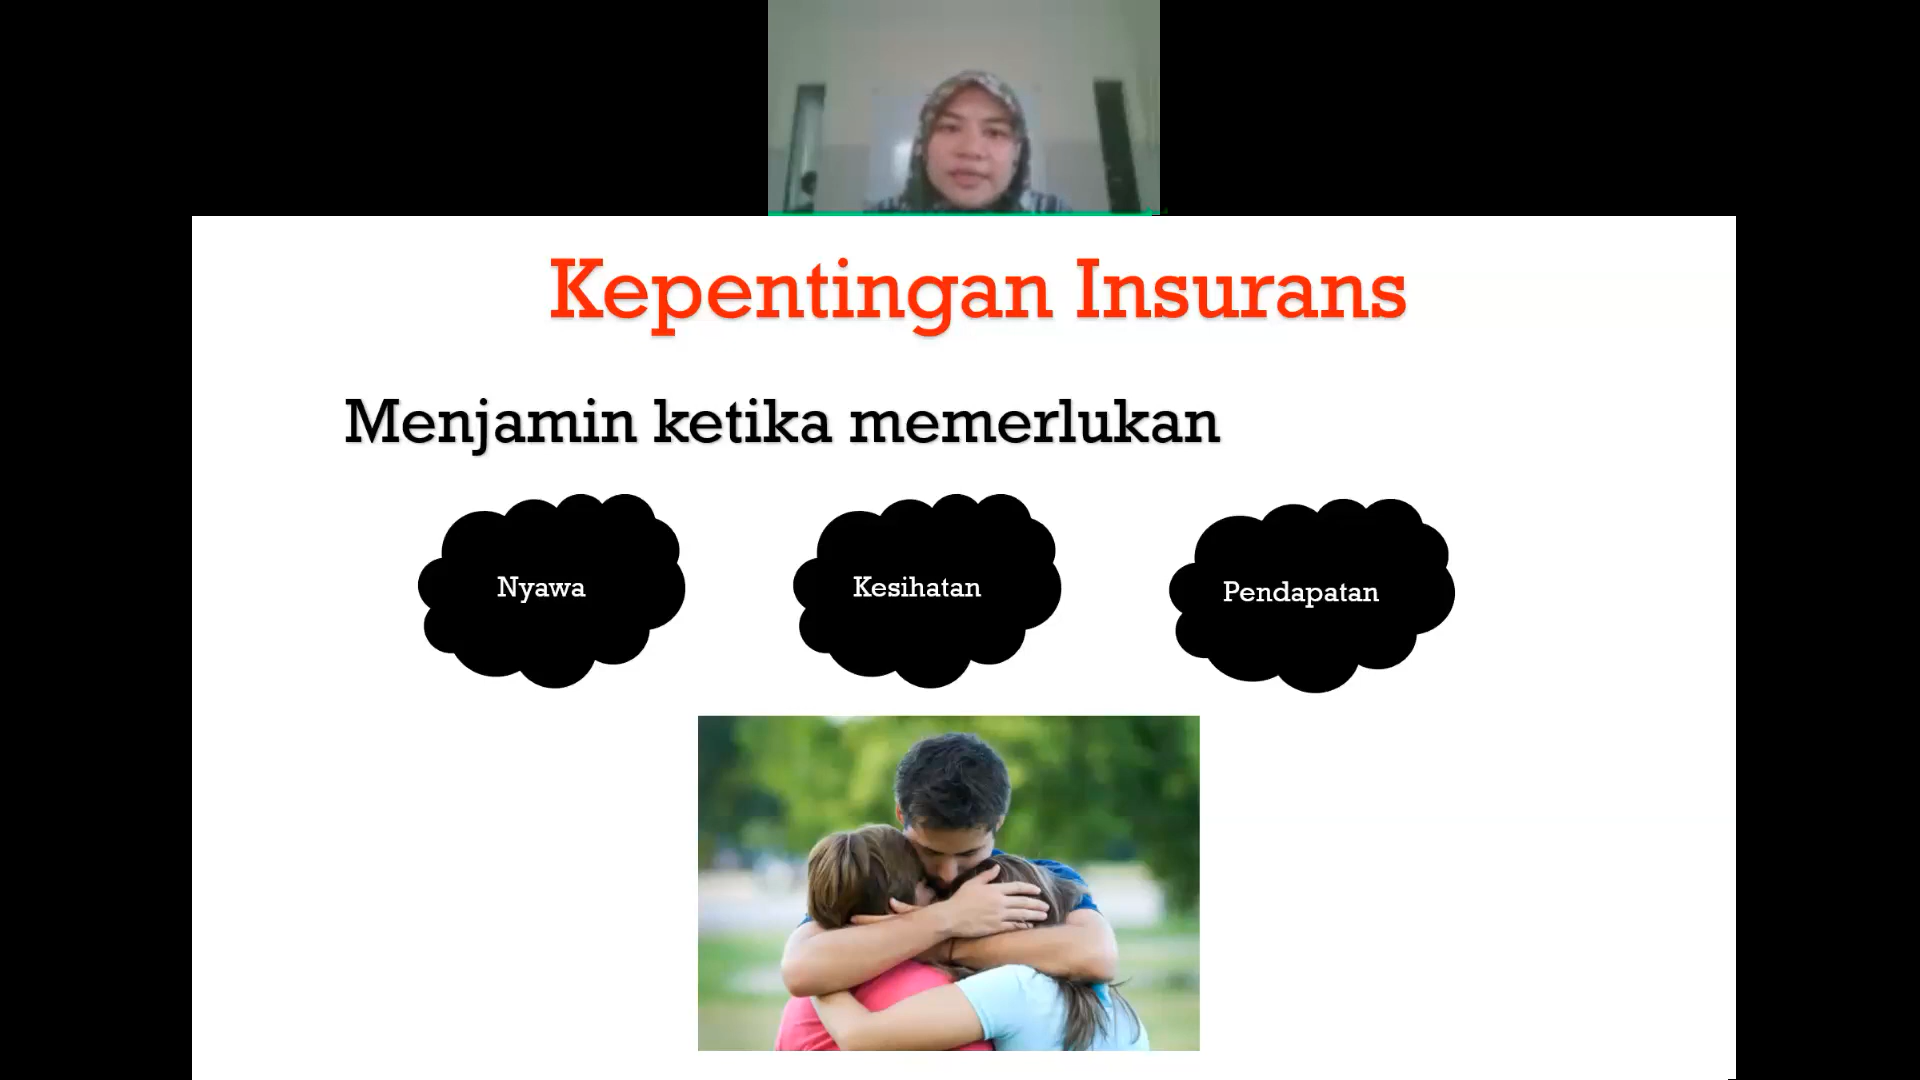 Kepentingan Insurans
Menjamin ketika memerlukan
Nyawa
Kesihatan
Pendapatan